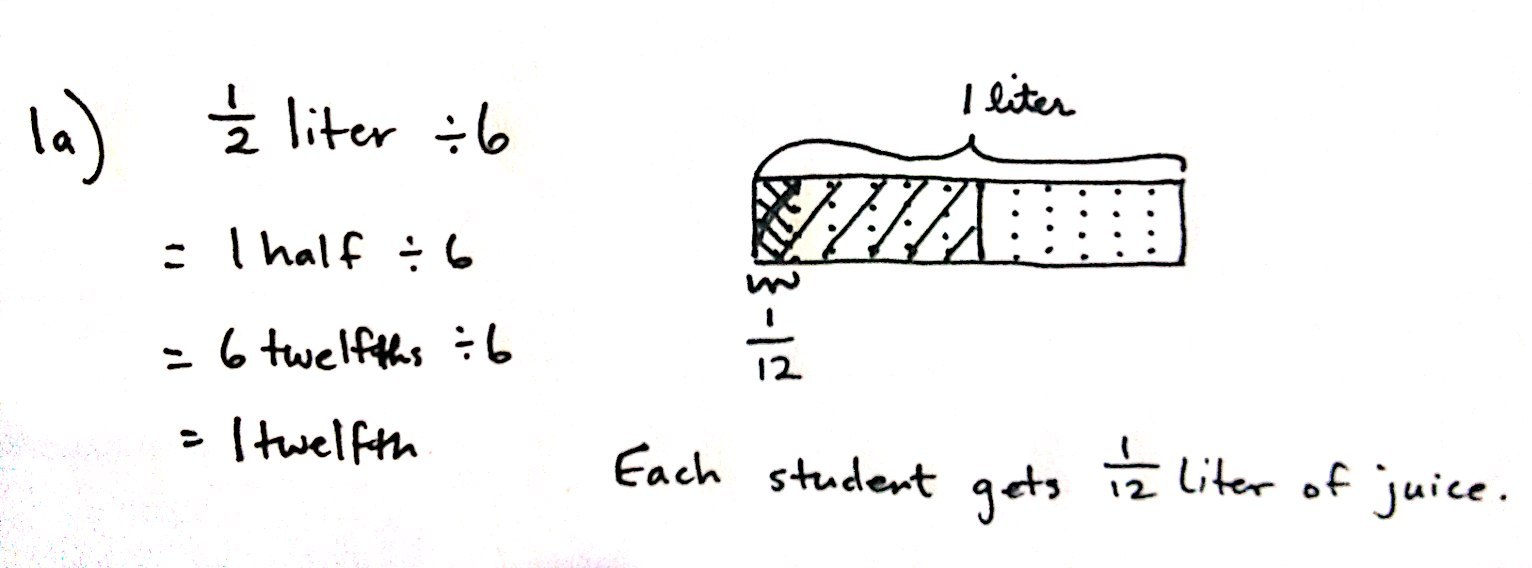 1a) 1/2 liter ÷ 6
= 1 half ÷ 6
= 6 twelfths ÷ 6
= 1 twelfth
1 liter
1/12
Each student gets 1/12 liter of juice.